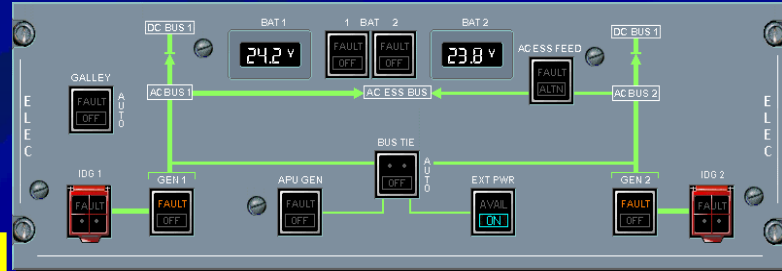 BAT 1
1 BAT 2
BAT 2
DC BUS 1
24.2 V
FAULT
OFF
FAULT
OFF
23.8 V
DC BUS 1
AC ESS FEED
FAULT
ALTN
GALLEY
FAULT
OFF
AUTO
AC BUS 1
AC ESS BUS
AC BUS 2
ELEC
ELEC
BUS TIE
OFF
AUTO
IDG 1
FAULT
GEN 1
FAULT
OFF
APU GEN
FAULT
OFF
EXT PWR
AVAIL
ON
GEN 2
FAULT
OFF
IDG 2
FAULT